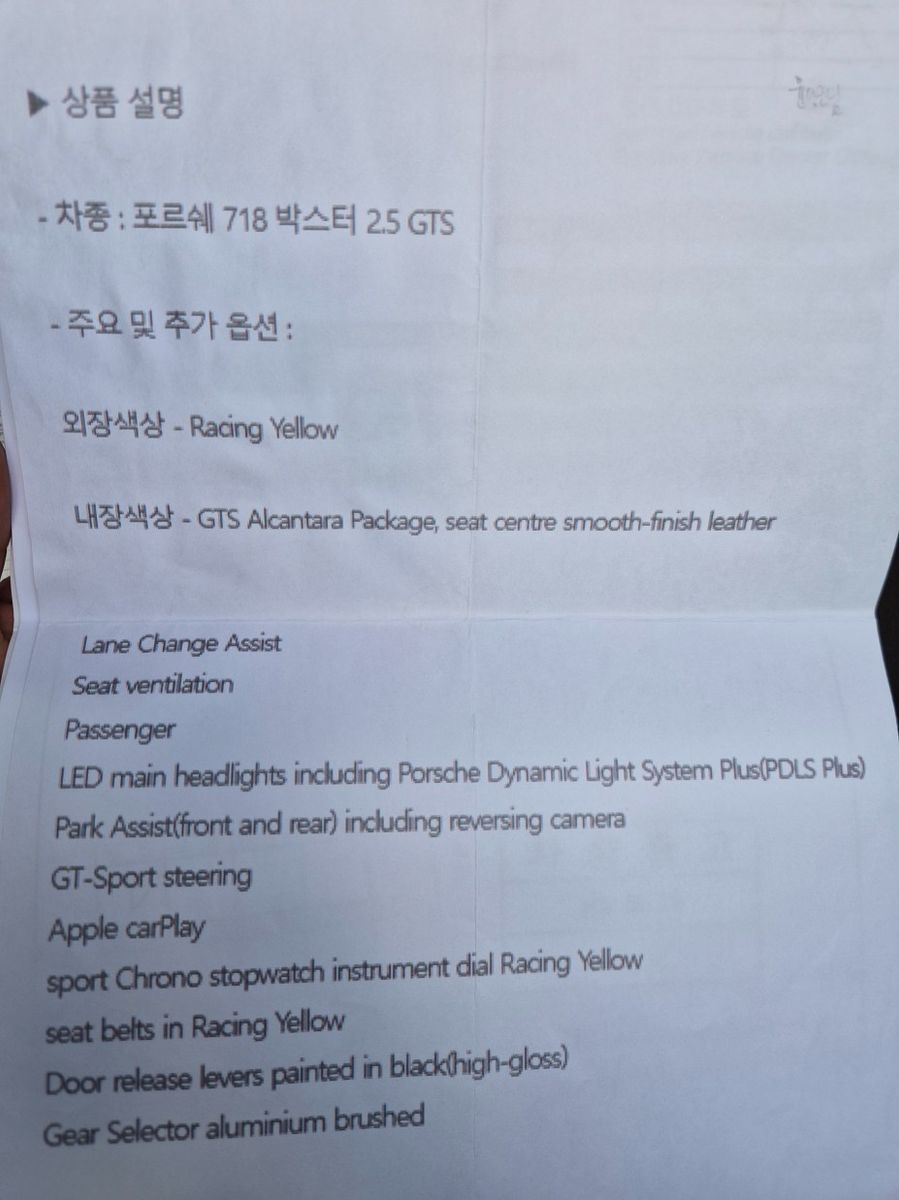 ▶ 상품 설명
- 차종 : 포르쉐 718 박스터 2.5 GTS
- 주요 및 추가 옵션 :
외장색상 - Racing Yellow
내장색상 - GTS Alcantara Package, seat centre smooth-finish leather
Lane Change Assist
Seat ventilation
Passenger
LED main headlights including Porsche Dynamic Light System Plus(PDLS Plus)
Park Assist(front and rear) including reversing camera
GT-Sport steering
Apple carPlay
sport Chrono stopwatch instrument dial Racing Yellow
seat belts in Racing Yellow
Door release levers painted in black(high-gloss)
Gear Selector aluminium brushed